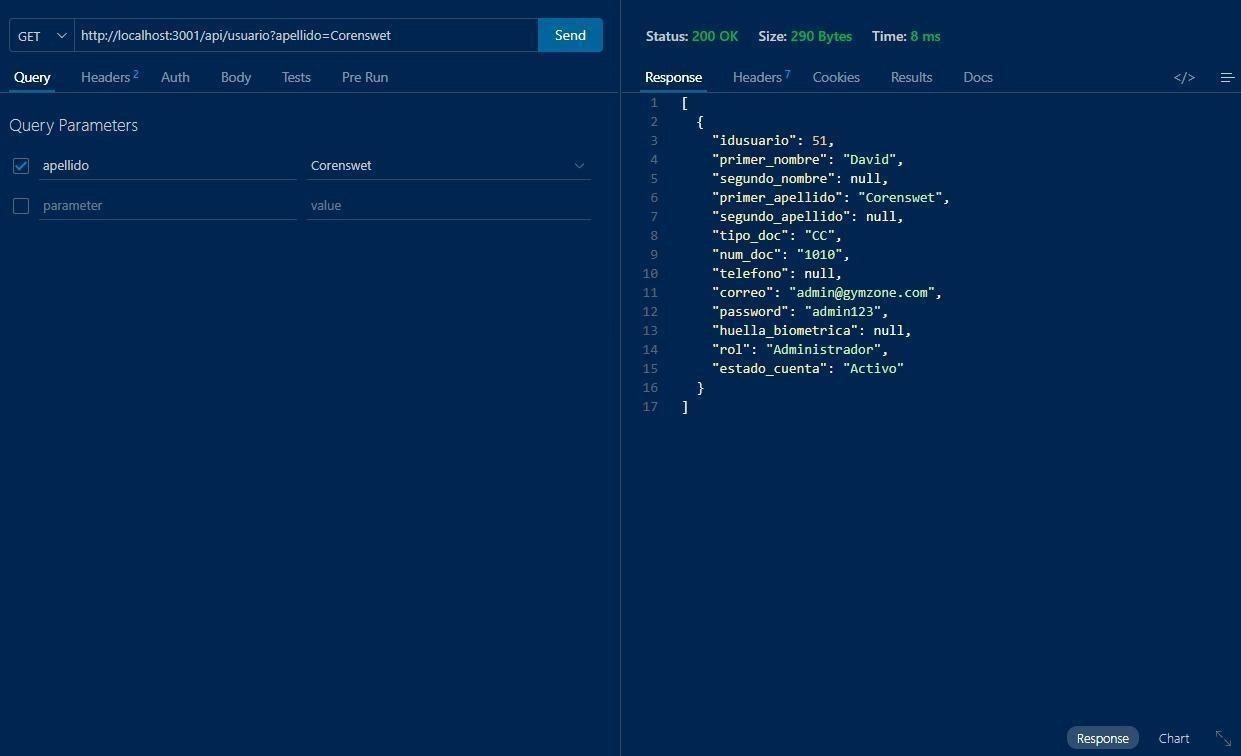 GET http://localhost:3001/api/usuario?apellido=Corenswet Send
Query Headers 2 Auth Body Tests Pre Run
Query Parameters
apellido Corenswet
parameter value
Status: 200 OK Size: 290 Bytes Time: 8 ms
Response Headers 7 Cookies Results Docs </>
1 [
2 {
3 "idusuario": 51,
4 "primer_nombre": "David",
5 "segundo_nombre": null,
6 "primer_apellido": "Corenswet",
7 "segundo_apellido": null,
8 "tipo_doc": "CC",
9 "num_doc": "1010",
10 "telefono": null,
11 "correo": "admin@gymzone.com",
12 "password": "admin123",
13 "huella_biometrica": null,
14 "rol": "Administrador",
15 "estado_cuenta": "Activo"
16 }
17 ]
Response Chart